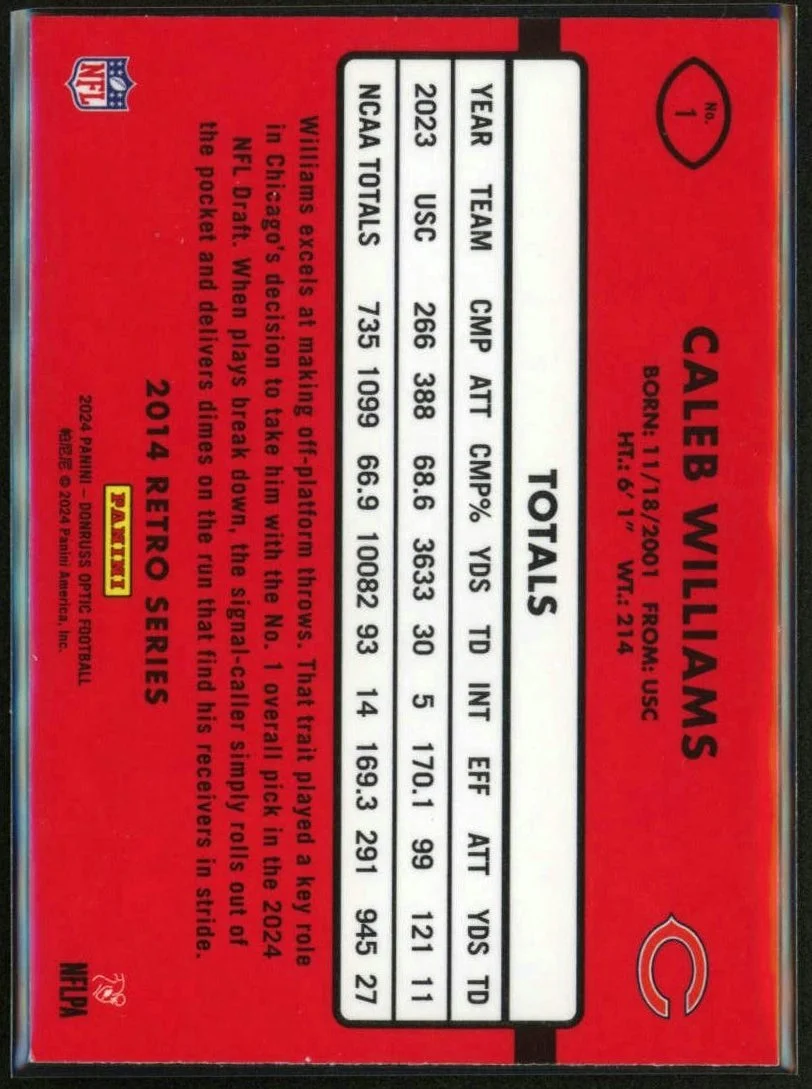 No.
1
CALEB WILLIAMS
BORN: 11/18/2001 FROM: USC
HT.: 6' 1" WT.: 214
TOTALS
YEAR TEAM CMP ATT CMP% YDS TD INT EFF ATT YDS TD
2023 USC 266 388 68.6 3633 30 5 170.1 99 121 11
NCAA TOTALS 735 1099 66.9 10082 93 14 169.3 291 945 27
Williams excels at making off-platform throws. That trait played a key role
in Chicago's decision to take him with the No. 1 overall pick in the 2024
NFL Draft. When plays break down, the signal-caller simply rolls out of
the pocket and delivers dimes on the run that find his receivers in stride.
2014 RETRO SERIES
PANINI
2024 PANINI – DONRUSS OPTIC FOOTBALL
帕尼尼 © 2024 Panini America, Inc.
NFL
NFLPA